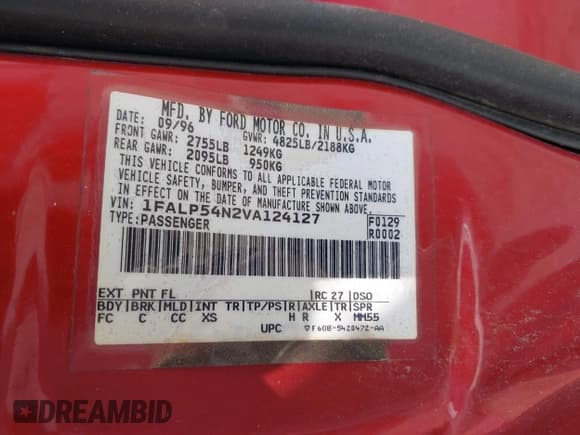 MFD. BY FORD MOTOR CO. IN U.S.A.
DATE: 09/96 GVWR: 4825LB/2188KG
FRONT GAWR: 2755LB 1249KG
REAR GAWR: 2095LB 950KG
THIS VEHICLE CONFORMS TO ALL APPLICABLE FEDERAL MOTOR
VEHICLE SAFETY, BUMPER, AND THEFT PREVENTION STANDARDS
IN EFFECT ON THE DATE OF MANUFACTURE SHOWN ABOVE.
VIN: 1FALP54N2VA124127 F0129
TYPE: PASSENGER R0002
EXT PNT FL RC 27 DSO
BDY BRK MLD INT TR TP/PS R AXLE TR SPR
FC C CC XS H R X MM55
UPC F60B-5420472-AA
DREAMBID